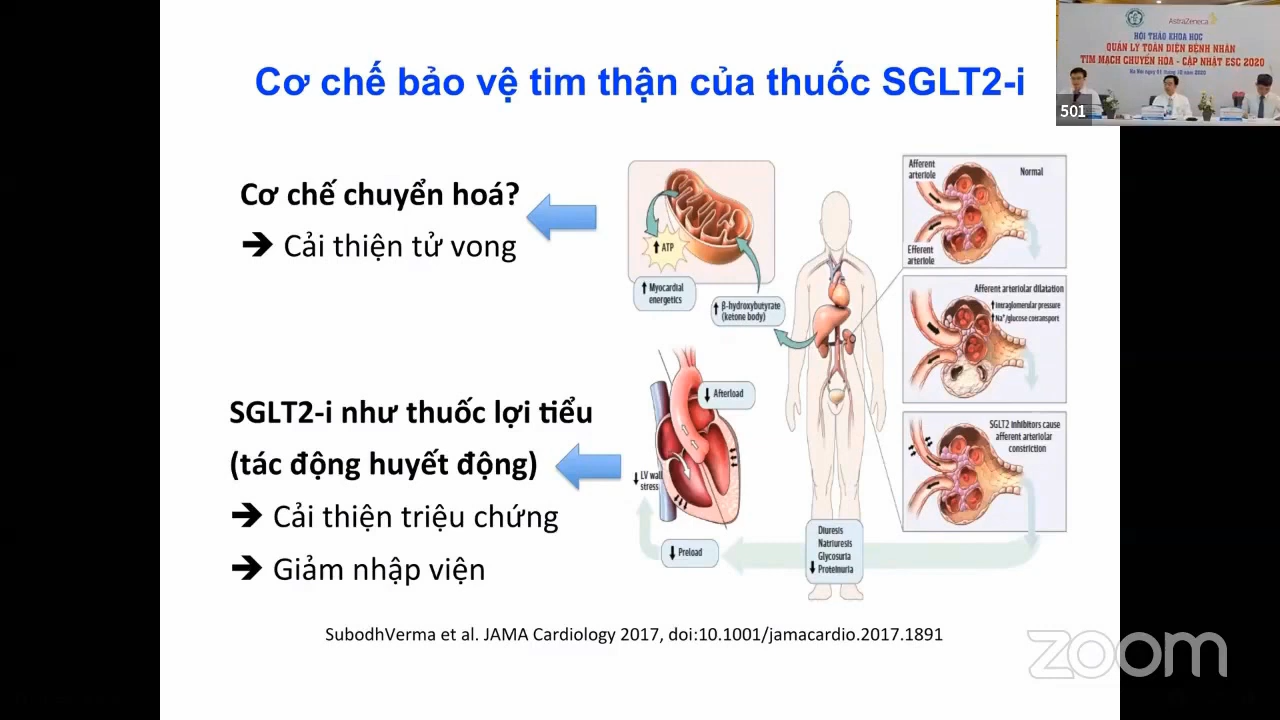 Cơ chế bảo vệ tim thận của thuốc SGLT2-i
AstraZeneca
HỘI THẢO KHOA HỌC
QUẢN LÝ TOÀN DIỆN BỆNH NHÂN
TIM MẠCH CHUYỂN HÓA - CẬP NHẬT ESC 2020
501
Cơ chế chuyển hoá?
➔ Cải thiện tử vong
SGLT2-i như thuốc lợi tiểu
(tác động huyết động)
➔ Cải thiện triệu chứng
➔ Giảm nhập viện
⬆ ATP
⬆ Myocardial
energetics
⬆ β-hydroxybutyrate
(ketone body)
⬇ Afterload
⬇ LV wall
stress
⬇ Preload
Diuresis
Natriuresis
Glycosuria
⬇ Proteinuria
Afferent
arteriole
Normal
Efferent
arteriole
Afferent arteriolar dilatation
⬆ Intraglomerular pressure
⬆ Na⁺/glucose cotransport
SGLT2 inhibitors cause
afferent arteriolar
constriction
SubodhVerma et al. JAMA Cardiology 2017, doi:10.1001/jamacardio.2017.1891
zoom